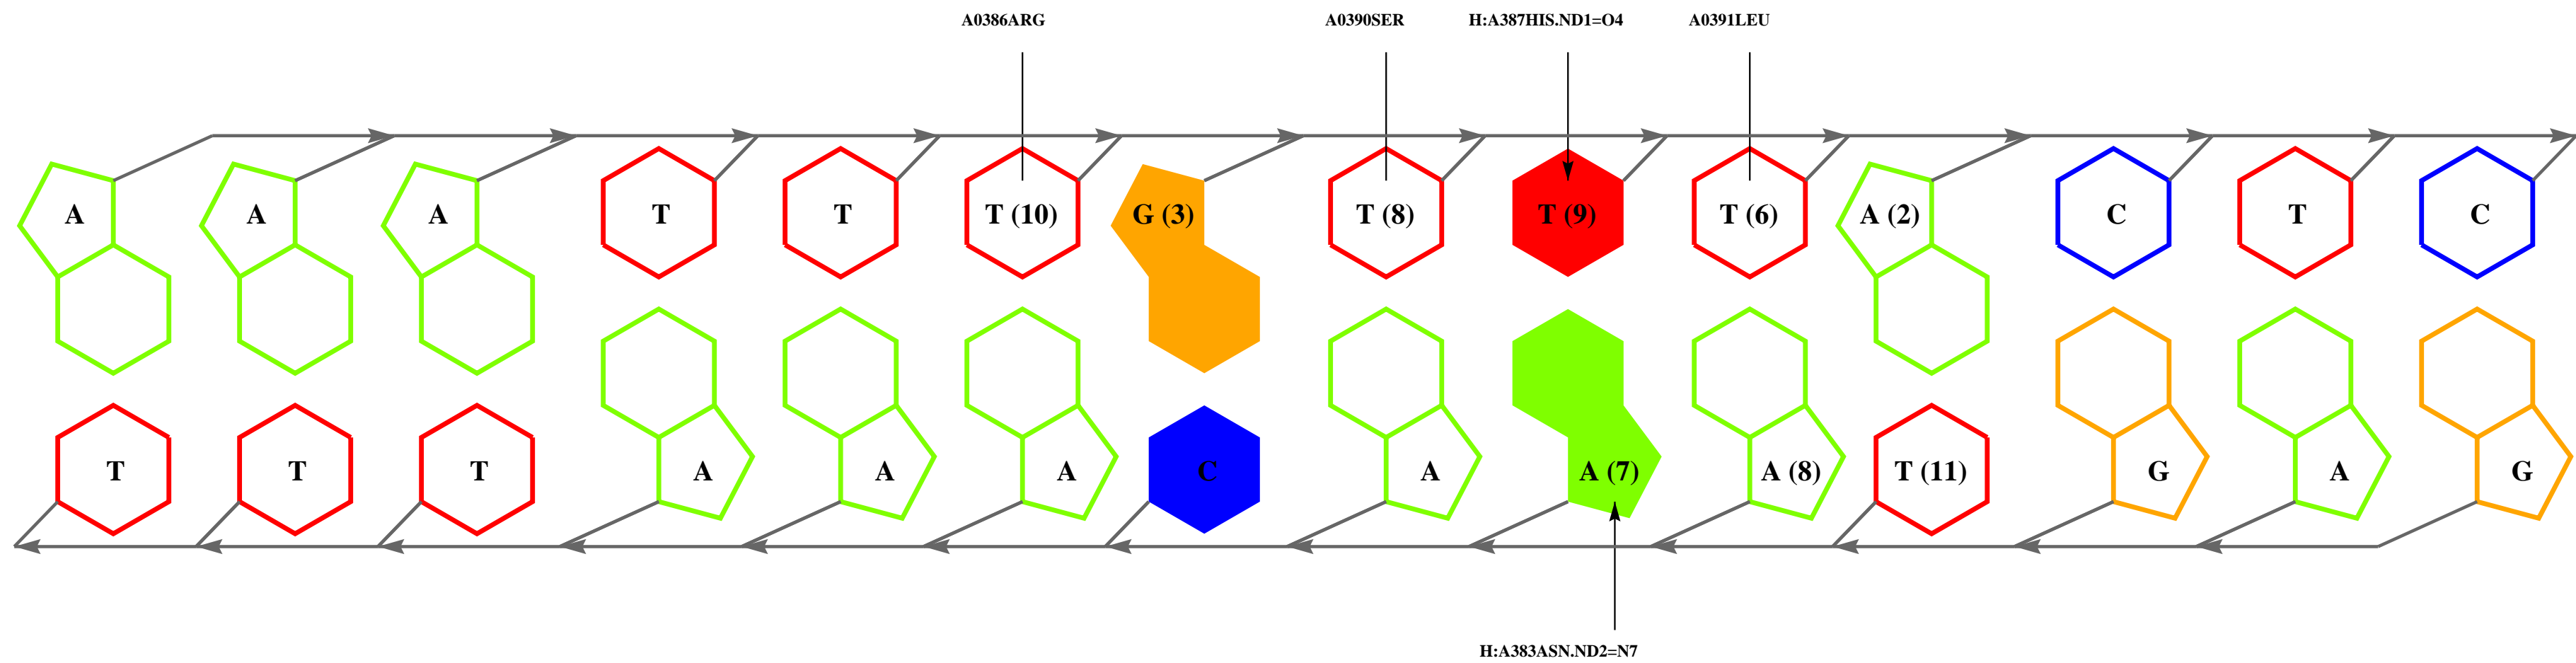 A0386ARG A0390SER H:A387HIS.ND1=O4 A0391LEU
A A A T T T (10) G (3) T (8) T (9) T (6) A (2) C T C
T T T A A A C A A (7) A (8) T (11) G A G
H:A383ASN.ND2=N7